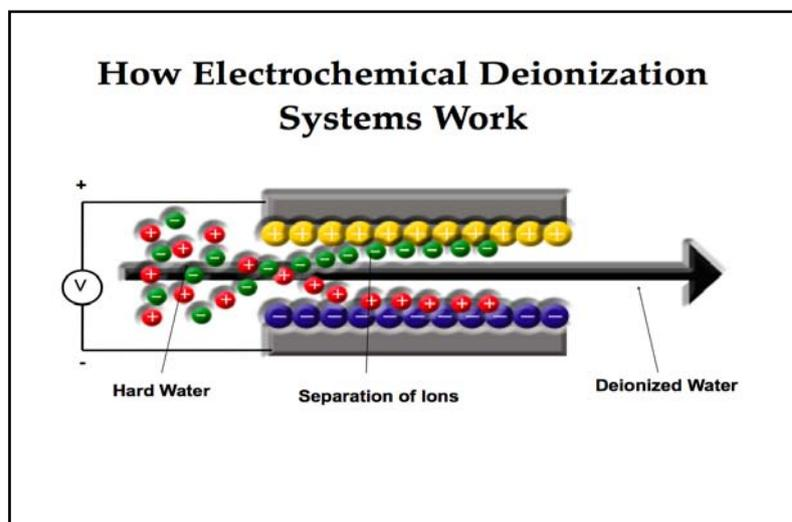 How Electrochemical Deionization
Systems Work
+
V
-
Hard Water
Separation of Ions
Deionized Water